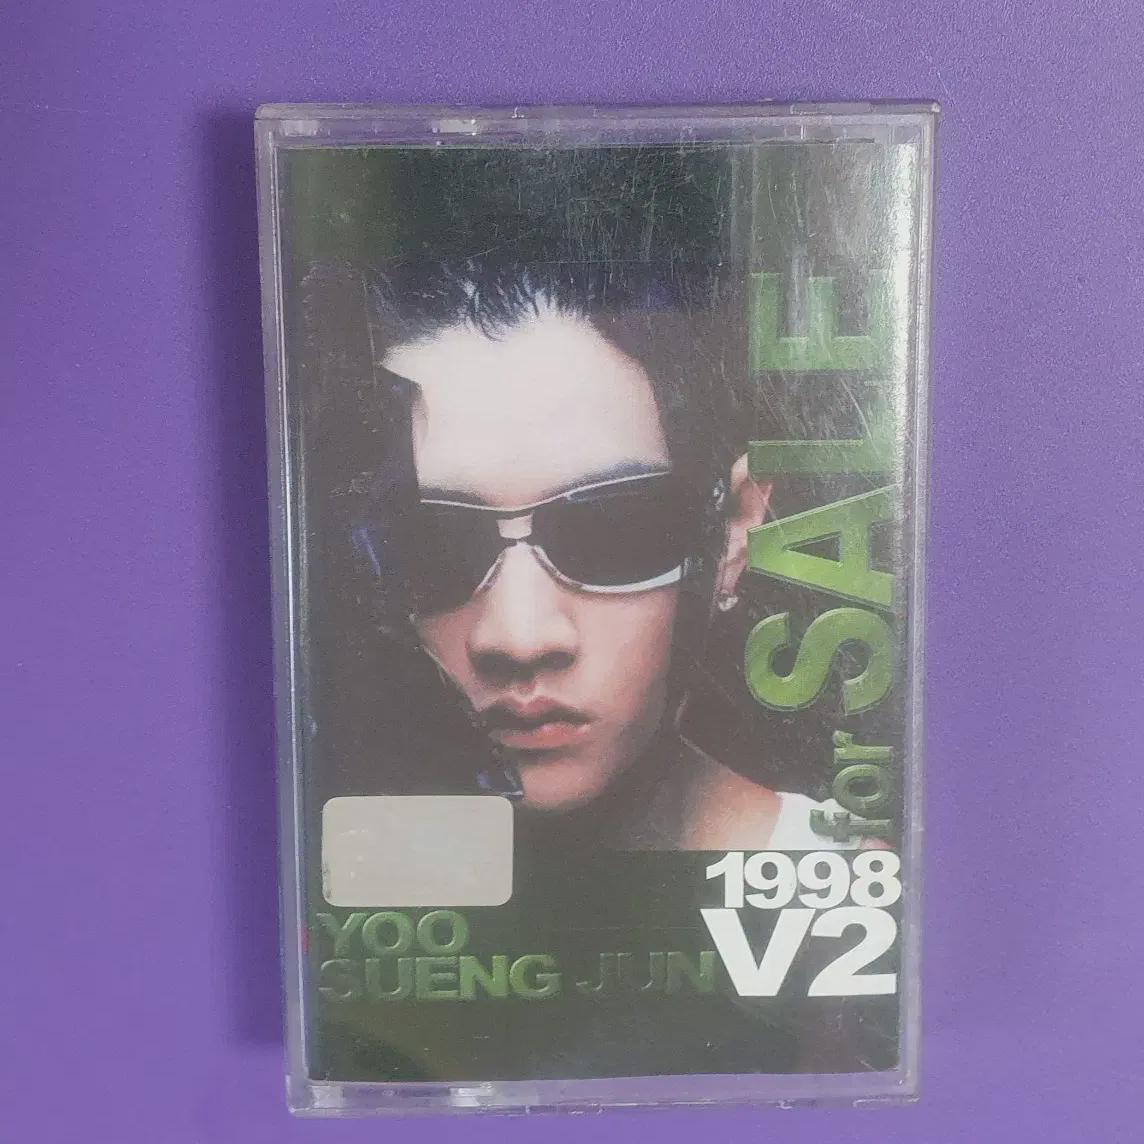 for SALE
1998
V2
YOO
SUENG JUN